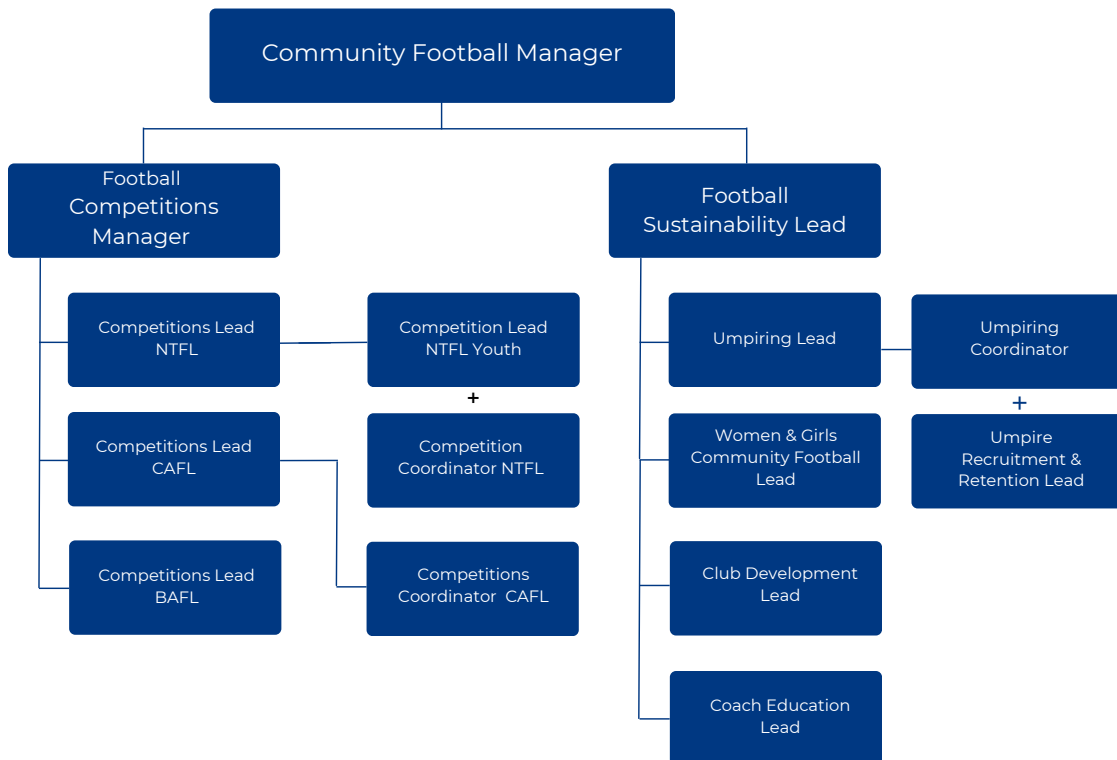 Community Football Manager
Football
Competitions
Manager
Football
Sustainability Lead
Competitions Lead
NTFL
Competition Lead
NTFL Youth
+
Competition
Coordinator NTFL
Competitions Lead
CAFL
Competitions Lead
BAFL
Competitions
Coordinator CAFL
Umpiring Lead
Umpiring
Coordinator
+
Umpire
Recruitment &
Retention Lead
Women & Girls
Community Football
Lead
Club Development
Lead
Coach Education
Lead